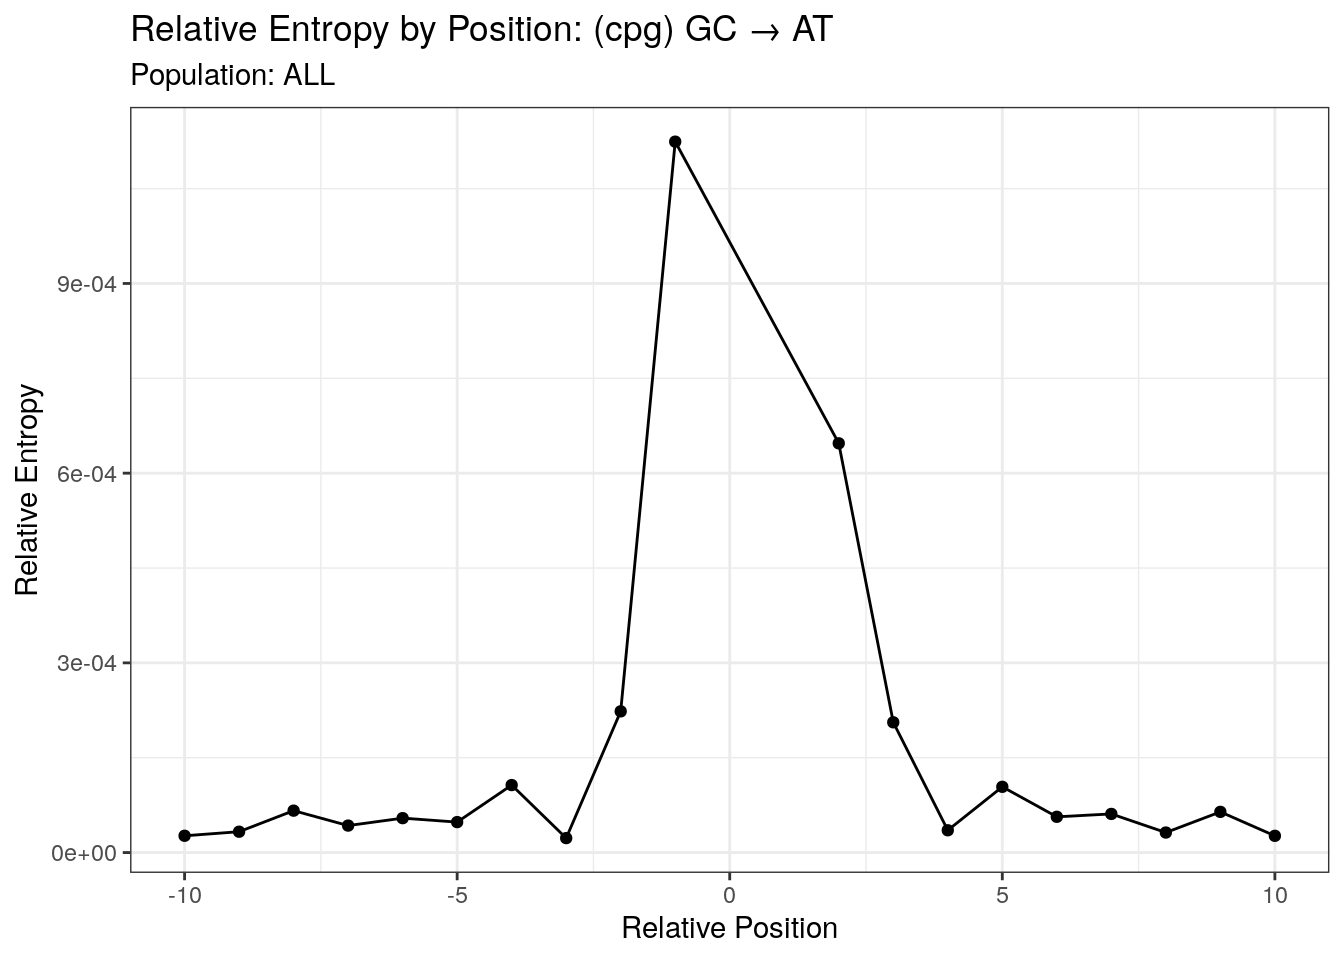 Relative Entropy by Position: (cpg) GC → AT
Population: ALL
Relative Entropy
9e-04
6e-04
3e-04
0e+00
-10 -5 0 5 10
Relative Position